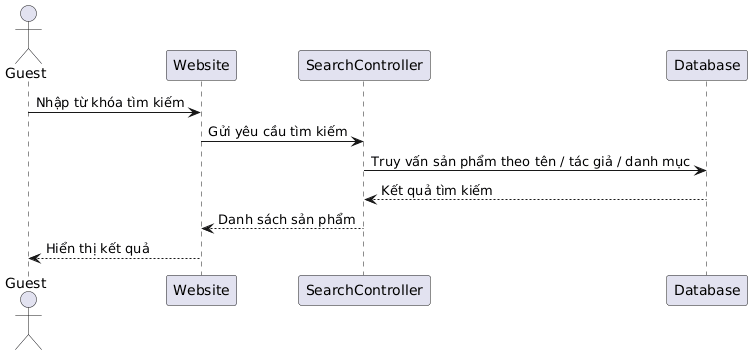 Guest
Website
SearchController
Database
Nhập từ khóa tìm kiếm
Gửi yêu cầu tìm kiếm
Truy vấn sản phẩm theo tên / tác giả / danh mục
Kết quả tìm kiếm
Danh sách sản phẩm
Hiển thị kết quả
Guest
Website
SearchController
Database